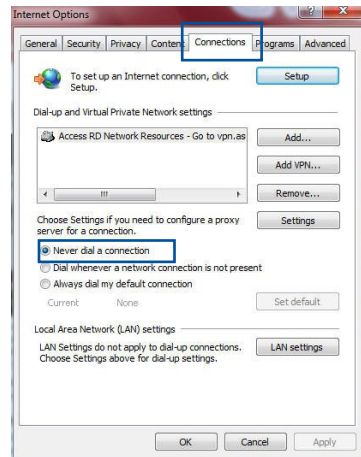 Internet Options
General Security Privacy Content Connections Programs Advanced
To set up an Internet connection, click
Setup.
Setup
Dial-up and Virtual Private Network settings
Access RD Network Resources - Go to vpn.as
Add...
Add VPN...
Remove...
Choose Settings if you need to configure a proxy
server for a connection.
Settings
Never dial a connection
Dial whenever a network connection is not present
Always dial my default connection
Current None
Set default
Local Area Network (LAN) settings
LAN Settings do not apply to dial-up connections.
Choose Settings above for dial-up settings.
LAN settings
OK Cancel Apply